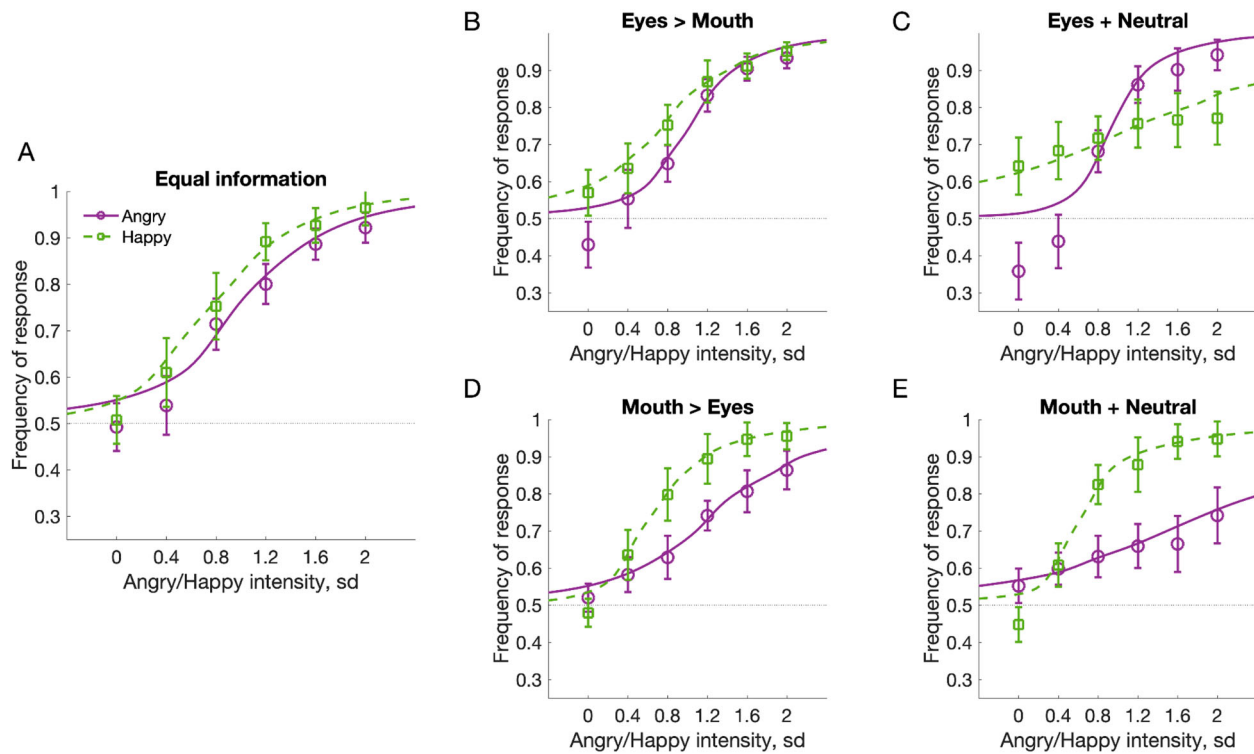 A
Equal information
Angry
Happy
Frequency of response
1
0.9
0.8
0.7
0.6
0.5
0.4
0.3
0 0.4 0.8 1.2 1.6 2
Angry/Happy intensity, sd
B
Eyes > Mouth
Frequency of response
0.9
0.8
0.7
0.6
0.5
0.4
0.3
0 0.4 0.8 1.2 1.6 2
Angry/Happy intensity, sd
C
Eyes + Neutral
Frequency of response
0.9
0.8
0.7
0.6
0.5
0.4
0.3
0 0.4 0.8 1.2 1.6 2
Angry/Happy intensity, sd
D
Mouth > Eyes
Frequency of response
1
0.9
0.8
0.7
0.6
0.5
0.4
0.3
0 0.4 0.8 1.2 1.6 2
Angry/Happy intensity, sd
E
Mouth + Neutral
Frequency of response
1
0.9
0.8
0.7
0.6
0.5
0.4
0.3
0 0.4 0.8 1.2 1.6 2
Angry/Happy intensity, sd